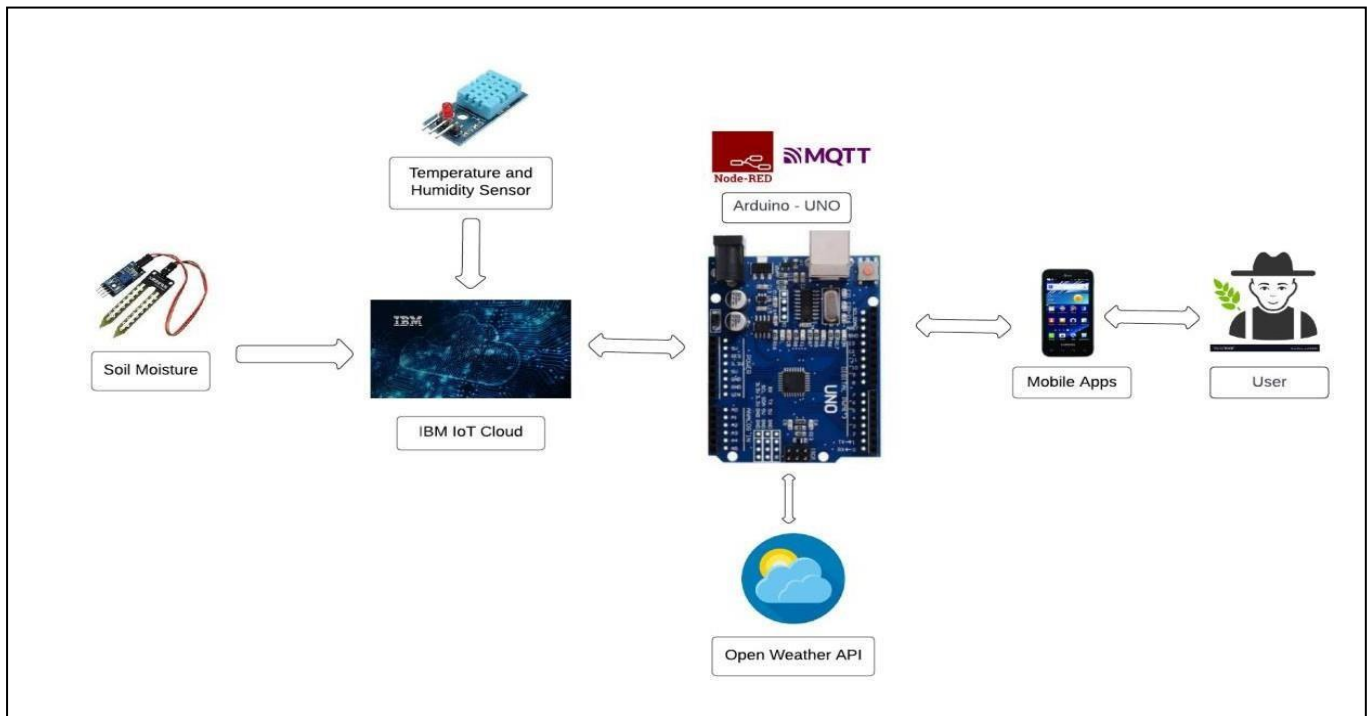 Temperature and
Humidity Sensor
Node-RED
MQTT
Arduino - UNO
Soil Moisture
IBM
IBM IoT Cloud
UNO
Mobile Apps
User
Open Weather API